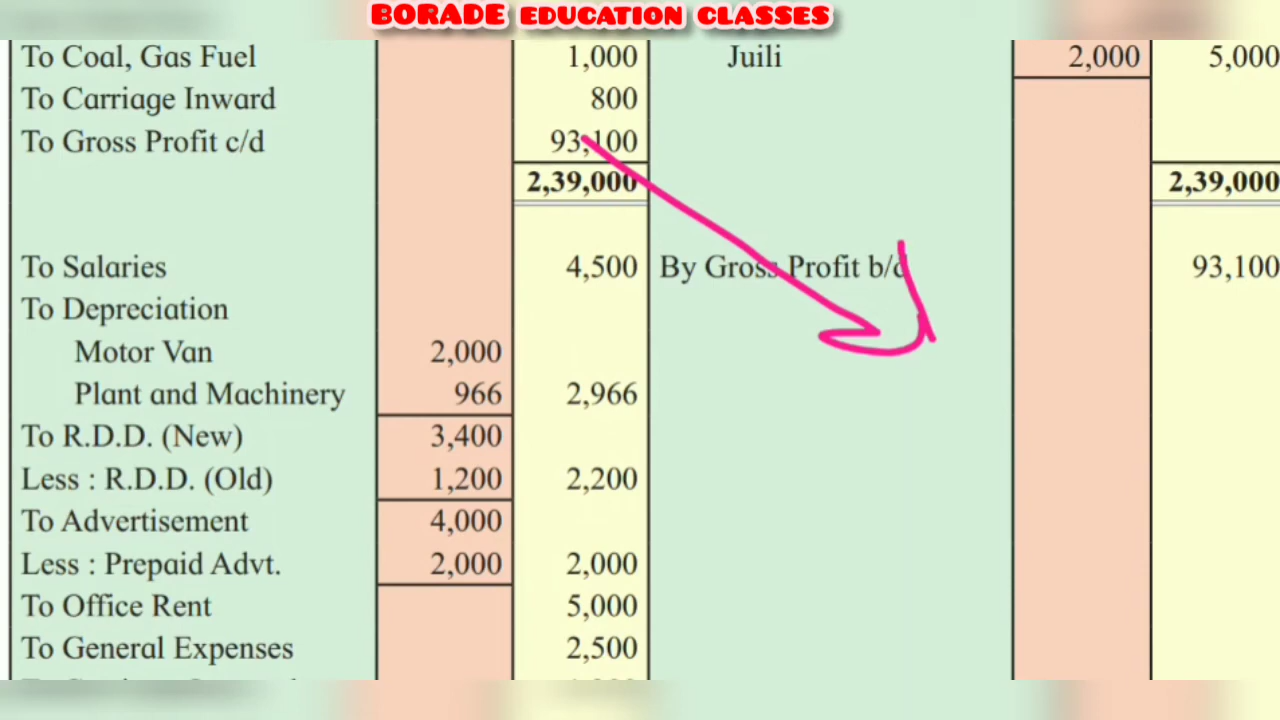 BORADE EDUCATION CLASSES
To Coal, Gas Fuel 1,000 Juili 2,000 5,000
To Carriage Inward 800
To Gross Profit c/d 93,100
2,39,000 2,39,000
To Salaries 4,500 By Gross Profit b/d 93,100
To Depreciation
Motor Van 2,000
Plant and Machinery 966 2,966
To R.D.D. (New) 3,400
Less : R.D.D. (Old) 1,200 2,200
To Advertisement 4,000
Less : Prepaid Advt. 2,000 2,000
To Office Rent 5,000
To General Expenses 2,500